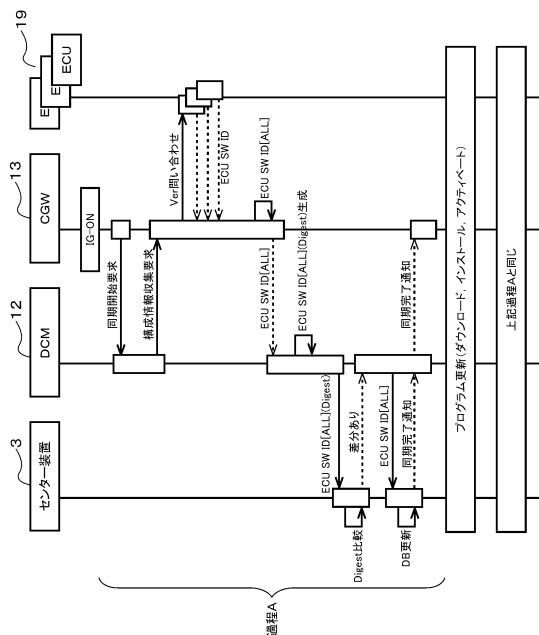 3
センター装置
12
DCM
13
CGW
19
E
E
ECU
IG-ON
同期開始要求
構成情報収集要求
Ver問い合わせ
ECU SW ID
ECU SW ID[ALL]
ECU SW ID[ALL]
ECU SW ID[ALL](Digest)生成
ECU SW ID[ALL](Digest)
Digest比較
差分あり
ECU SW ID[ALL]
DB更新
同期完了通知
同期完了通知
過程A
プログラム更新(ダウンロード, インストール, アクティベート)
上記過程Aと同じ